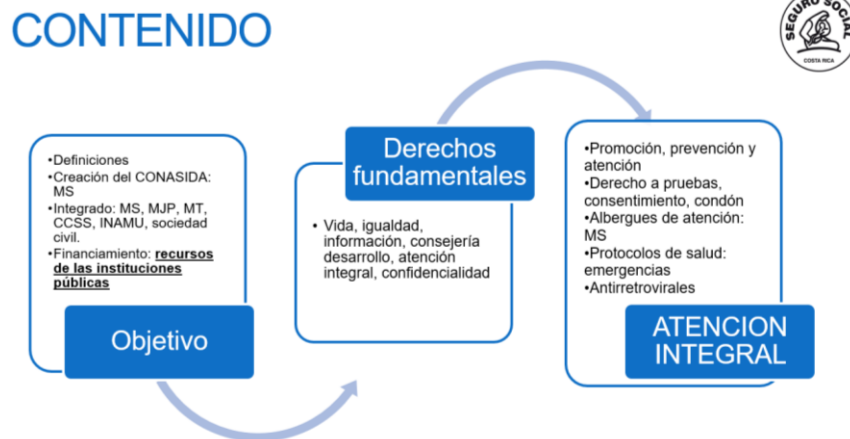 CONTENIDO
SEGURO SOCIAL
COSTA RICA
•Definiciones
•Creación del CONASIDA:
MS
•Integrado: MS, MJP, MT,
CCSS, INAMU, sociedad
civil.
•Financiamiento: recursos
de las instituciones
públicas
Objetivo
Derechos
fundamentales
• Vida, igualdad,
información, consejería
desarrollo, atención
integral, confidencialidad
•Promoción, prevención y
atención
•Derecho a pruebas,
consentimiento, condón
•Albergues de atención:
MS
•Protocolos de salud:
emergencias
•Antirretrovirales
ATENCION
INTEGRAL